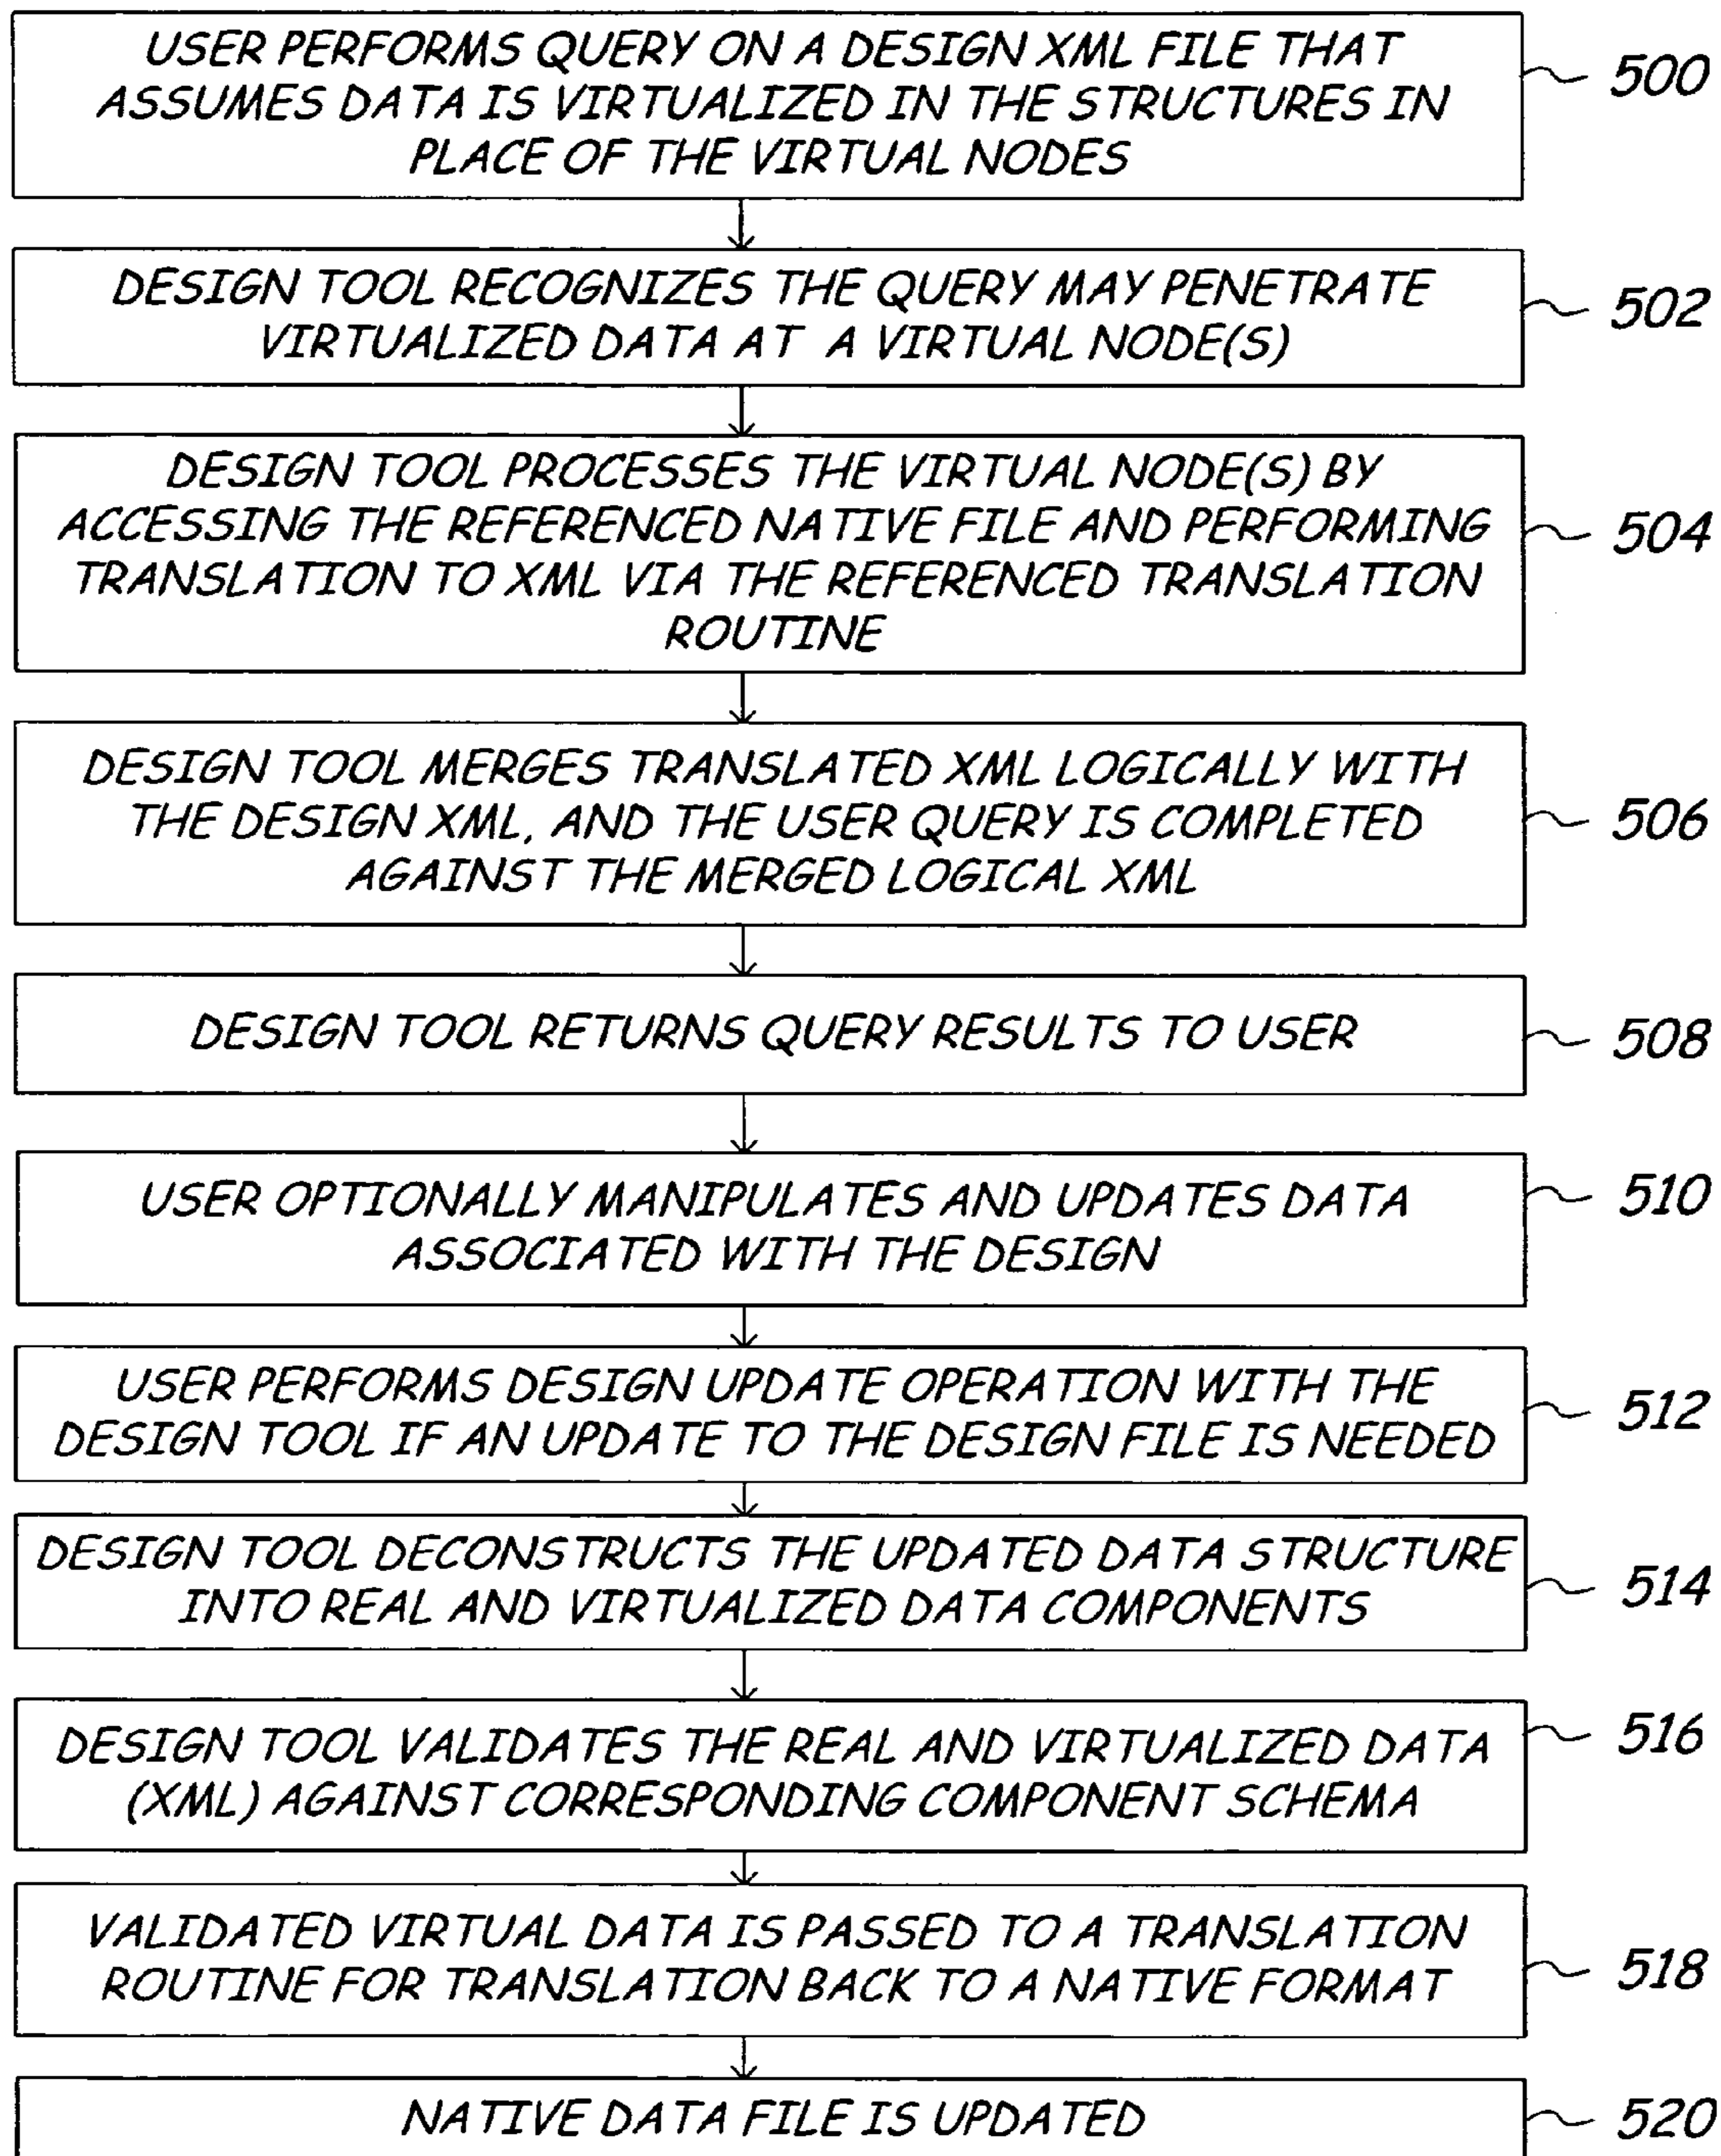 USER PERFORMS QUERY ON A DESIGN XML FILE THAT
ASSUMES DATA IS VIRTUALIZED IN THE STRUCTURES IN
PLACE OF THE VIRTUAL NODES
500
DESIGN TOOL RECOGNIZES THE QUERY MAY PENETRATE
VIRTUALIZED DATA AT A VIRTUAL NODE(S)
502
DESIGN TOOL PROCESSES THE VIRTUAL NODE(S) BY
ACCESSING THE REFERENCED NATIVE FILE AND PERFORMING
TRANSLATION TO XML VIA THE REFERENCED TRANSLATION
ROUTINE
504
DESIGN TOOL MERGES TRANSLATED XML LOGICALLY WITH
THE DESIGN XML, AND THE USER QUERY IS COMPLETED
AGAINST THE MERGED LOGICAL XML
506
DESIGN TOOL RETURNS QUERY RESULTS TO USER
508
USER OPTIONALLY MANIPULATES AND UPDATES DATA
ASSOCIATED WITH THE DESIGN
510
USER PERFORMS DESIGN UPDATE OPERATION WITH THE
DESIGN TOOL IF AN UPDATE TO THE DESIGN FILE IS NEEDED
512
DESIGN TOOL DECONSTRUCTS THE UPDATED DATA STRUCTURE
INTO REAL AND VIRTUALIZED DATA COMPONENTS
514
DESIGN TOOL VALIDATES THE REAL AND VIRTUALIZED DATA
(XML) AGAINST CORRESPONDING COMPONENT SCHEMA
516
VALIDATED VIRTUAL DATA IS PASSED TO A TRANSLATION
ROUTINE FOR TRANSLATION BACK TO A NATIVE FORMAT
518
NATIVE DATA FILE IS UPDATED
520